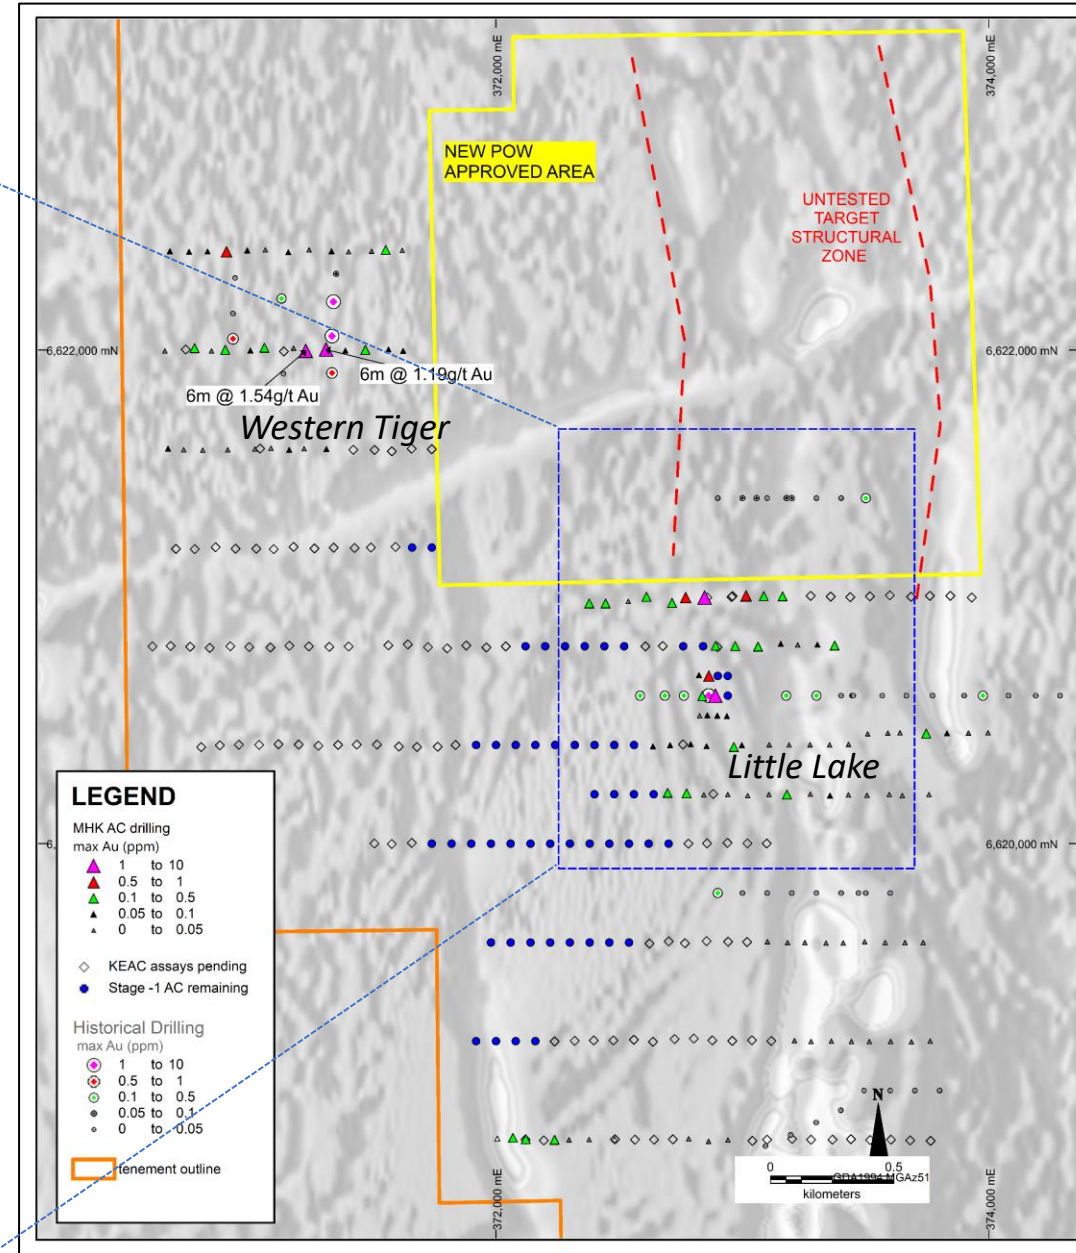 372,000 mE
374,000 mE
NEW POW
APPROVED AREA
UNTESTED
TARGET
STRUCTURAL
ZONE
6,622,000 mN
6,622,000 mN
6m @ 1.19g/t Au
6m @ 1.54g/t Au
Western Tiger
Little Lake
6,620,000 mN
LEGEND
MHK AC drilling
max Au (ppm)
1 to 10
0.5 to 1
0.1 to 0.5
0.05 to 0.1
0 to 0.05
KEAC assays pending
Stage -1 AC remaining
Historical Drilling
max Au (ppm)
1 to 10
0.5 to 1
0.1 to 0.5
0.05 to 0.1
0 to 0.05
tenement outline
N
0 0.5
kilometers
372,000 mE
374,000 mE